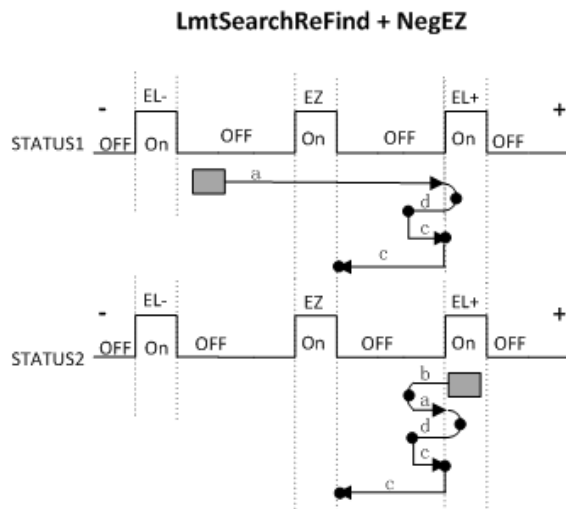 LmtSearchReFind + NegEZ
- EL- EZ EL+ +
STATUS1 OFF On OFF On OFF On OFF
a
d
c
c
- EL- EZ EL+ +
STATUS2 OFF On OFF On OFF On OFF
b
a
d
c
c